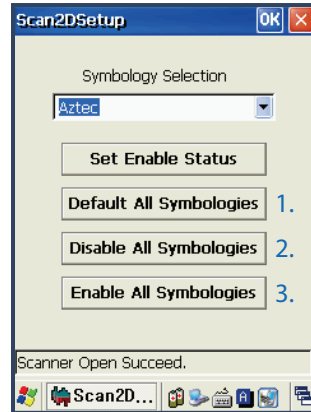 Scan2DSetup OK
Symbology Selection
Aztec
Set Enable Status
Default All Symbologies 1.
Disable All Symbologies 2.
Enable All Symbologies 3.
Scanner Open Succeed.
Scan2D... A